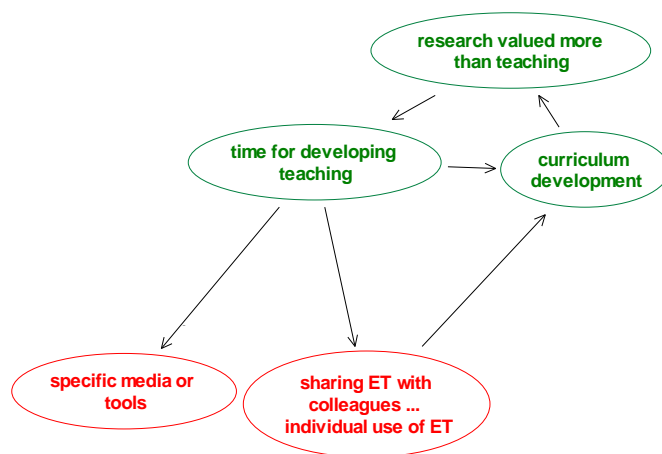 research valued more
than teaching
time for developing
teaching
curriculum
development
specific media or
tools
sharing ET with
colleagues ...
individual use of ET